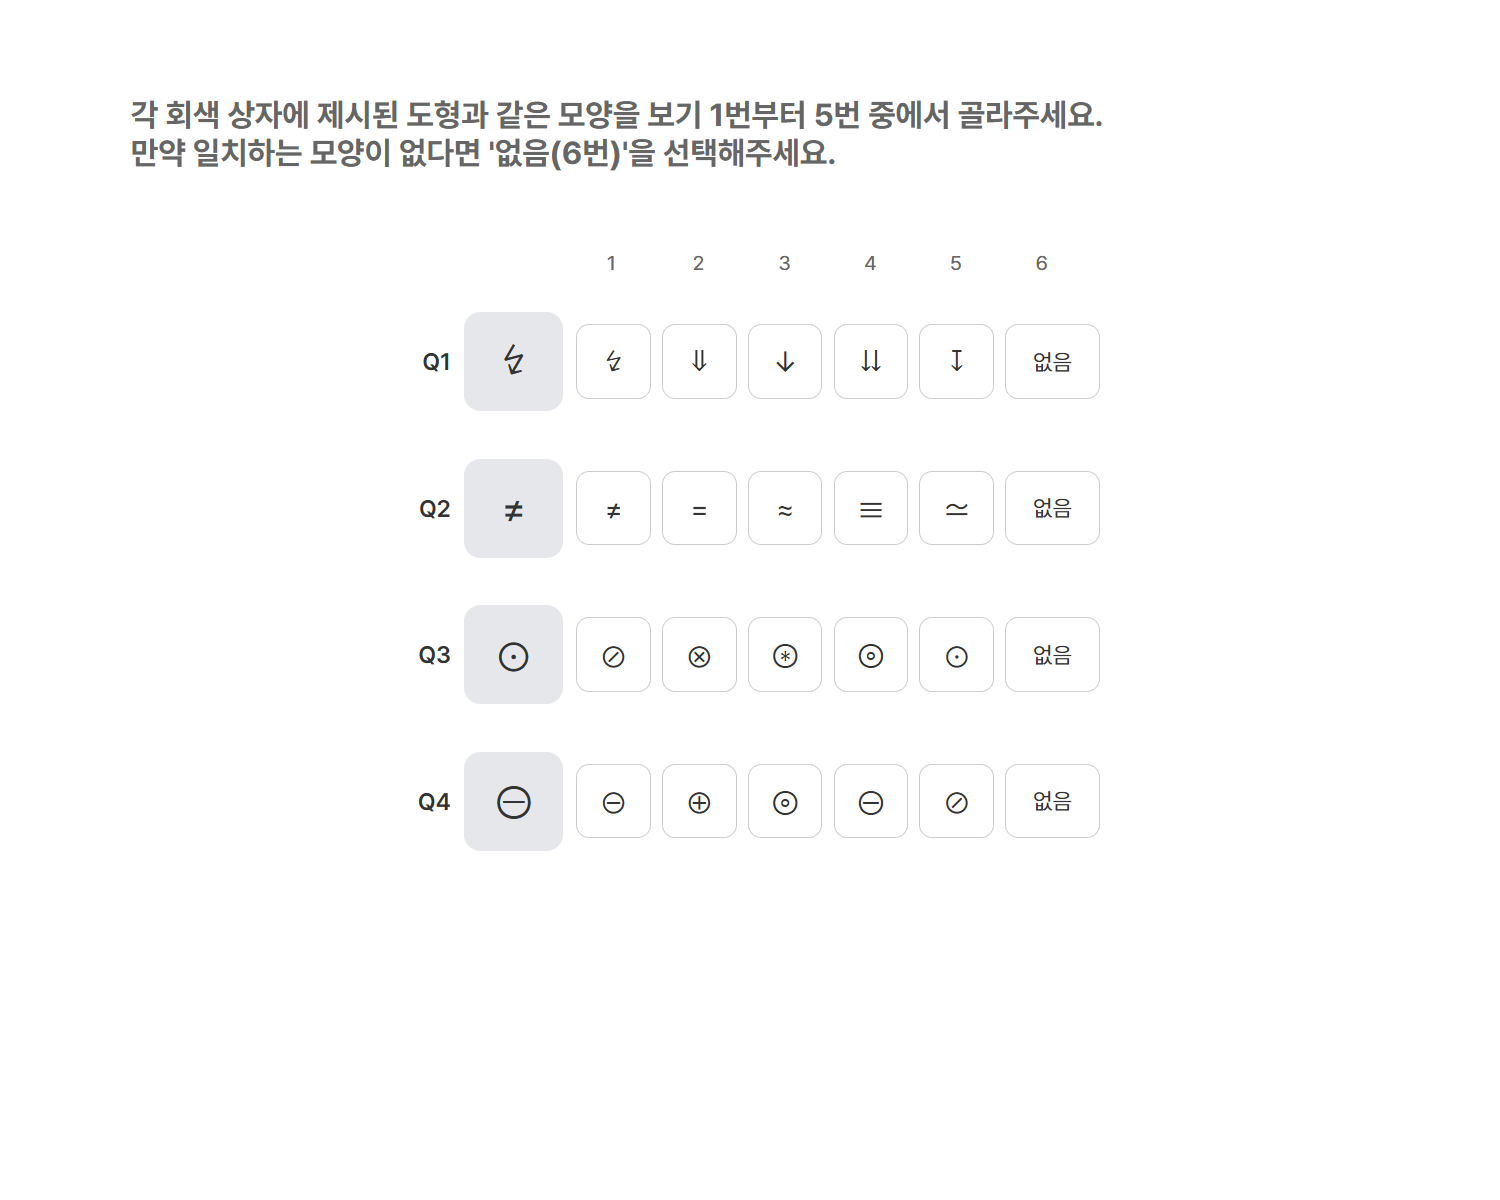 각 회색 상자에 제시된 도형과 같은 모양을 보기 1번부터 5번 중에서 골라주세요.
만약 일치하는 모양이 없다면 '없음(6번)'을 선택해주세요.
1 2 3 4 5 6
Q1 ↯ ↯ ⇓ ↓ ⇊ ↧ 없음
Q2 ≠ ≠ = ≈ ≡ ≃ 없음
Q3 ⊙ ⊘ ⊗ ⊛ ⊚ ⊙ 없음
Q4 ⊖ ⊖ ⊕ ⊚ ⊖ ⊘ 없음